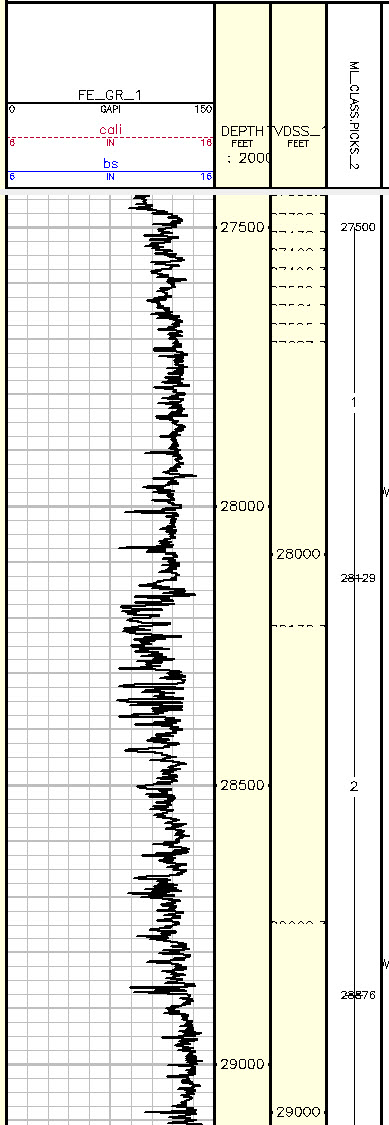 FE_GR_1
0 GAPI 150
cali
6 IN 16
bs
6 IN 16
DEPTH
FEET
: 2000
TVDSS_1
FEET
ML_CLASS.PICKS_2
27500
27500
1
28000
28000
28129
28500
2
28876
29000
29000